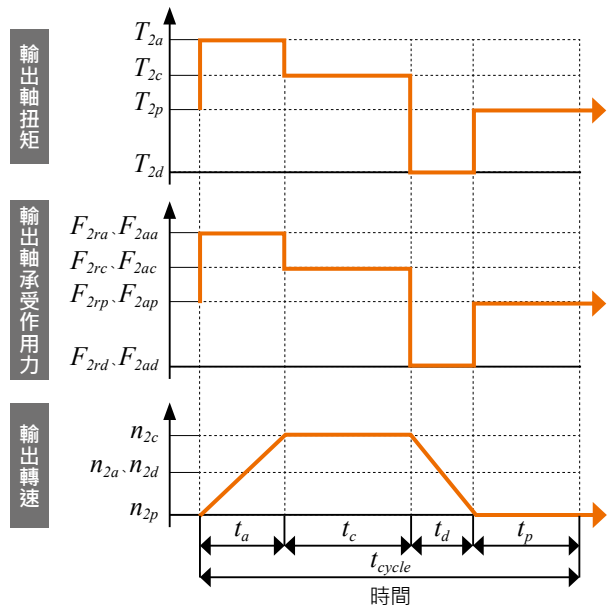 輸出軸扭矩
T2a
T2c
T2p
T2d
輸出軸承受作用力
F2ra、F2aa
F2rc、F2ac
F2rp、F2ap
F2rd、F2ad
輸出轉速
n2c
n2a、n2d
n2p
ta tc td tp
tcycle
時間